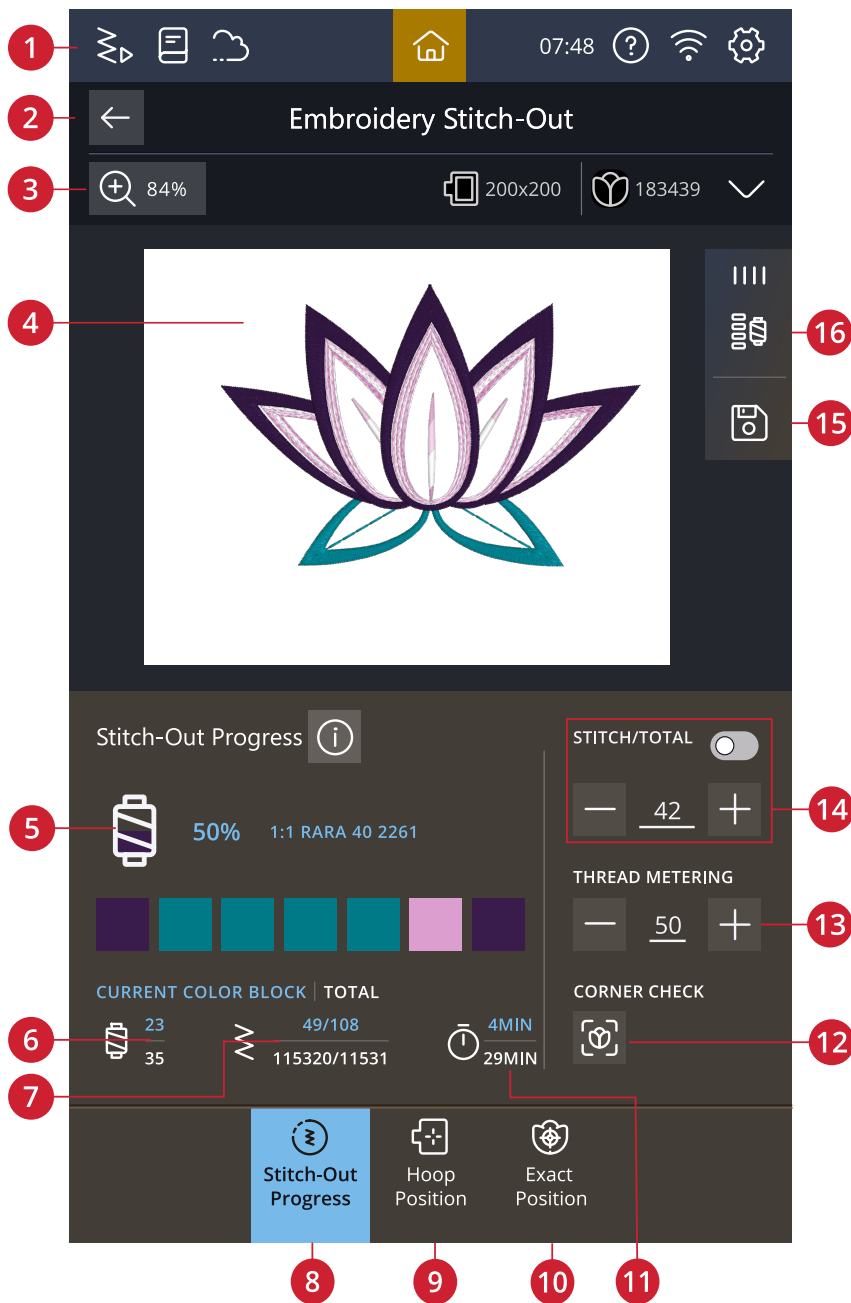 1
07:48
2
Embroidery Stitch-Out
3
84%
200x200
183439
4
16
15
Stitch-Out Progress
STITCH/TOTAL
5
50%
1:1 RARA 40 2261
42
14
THREAD METERING
50
13
CURRENT COLOR BLOCK | TOTAL
CORNER CHECK
6
23
35
49/108
115320/11531
4MIN
29MIN
12
7
Stitch-Out
Progress
Hoop
Position
Exact
Position
8
9
10
11